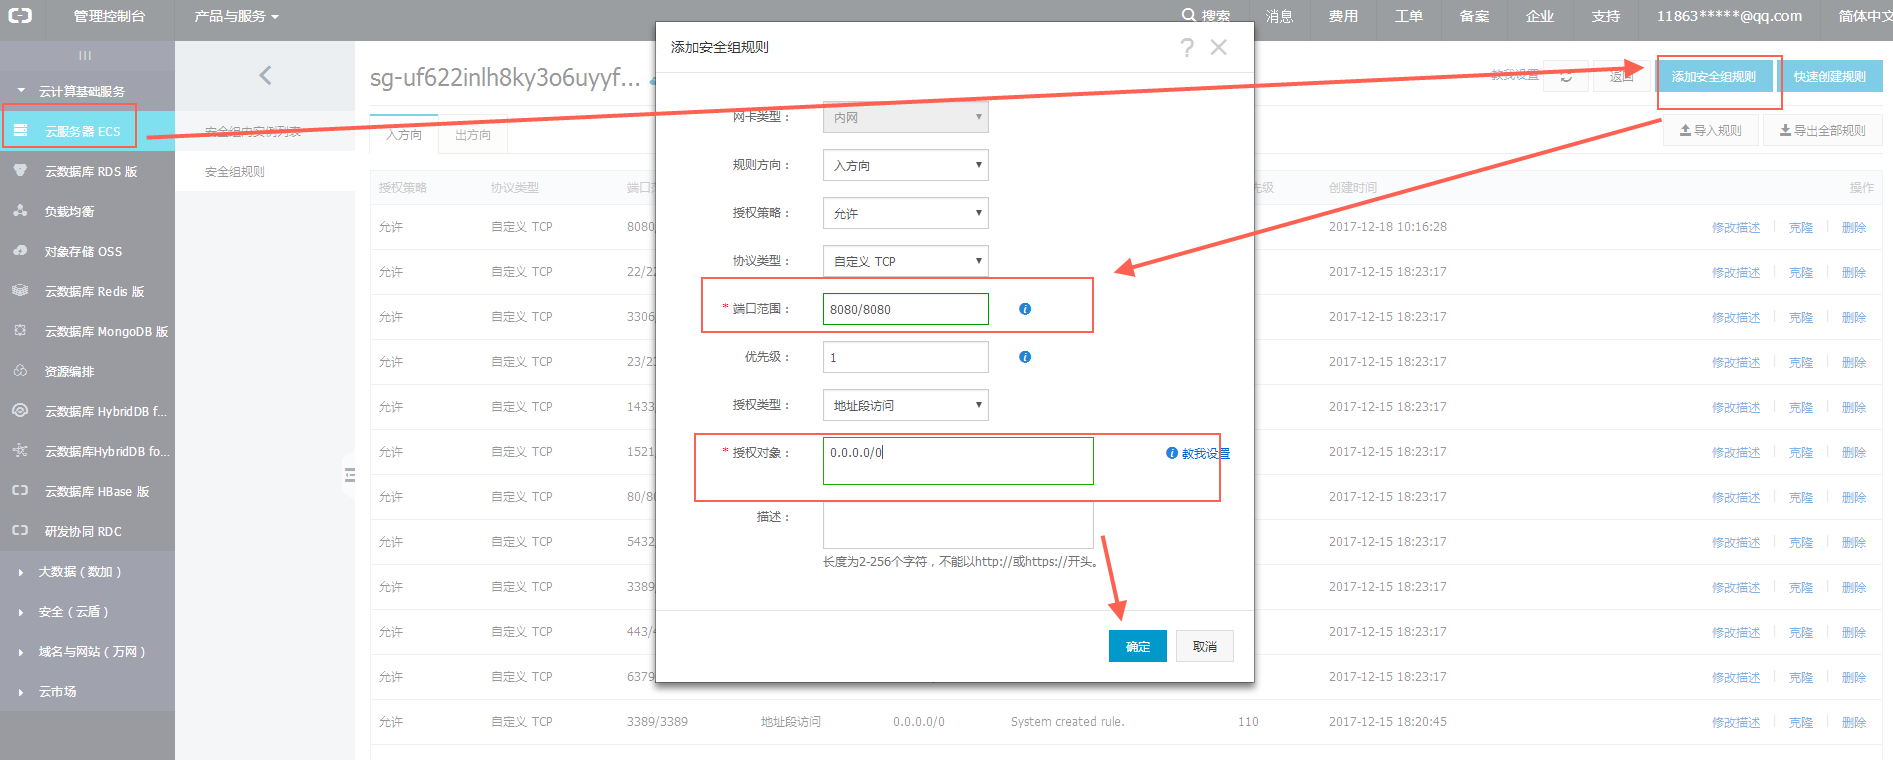 管理控制台 产品与服务 搜索 消息 费用 工单 备案 企业 支持 11863*****@qq.com 简体中文
云计算基础服务
云服务器 ECS
云数据库 RDS 版
负载均衡
对象存储 OSS
云数据库 Redis 版
云数据库 MongoDB 版
资源编排
云数据库 HybridDB f...
云数据库HybridDB fo...
云数据库 HBase 版
研发协同 RDC
大数据（数加）
安全（云盾）
域名与网站（万网）
云市场
安全组内实例列表
安全组规则
sg-uf622inlh8ky3o6uyyf...
教我设置 返回 添加安全组规则 快速创建规则
入方向 出方向
导入规则 导出全部规则
授权策略 协议类型 端口 先级 创建时间 操作
允许 自定义 TCP 8080/ 2017-12-18 10:16:28 修改描述 克隆 删除
允许 自定义 TCP 22/22 2017-12-15 18:23:17 修改描述 克隆 删除
允许 自定义 TCP 3306/ 2017-12-15 18:23:17 修改描述 克隆 删除
允许 自定义 TCP 23/2 2017-12-15 18:23:17 修改描述 克隆 删除
允许 自定义 TCP 1433/ 2017-12-15 18:23:17 修改描述 克隆 删除
允许 自定义 TCP 1521/ 2017-12-15 18:23:17 修改描述 克隆 删除
允许 自定义 TCP 80/80 2017-12-15 18:23:17 修改描述 克隆 删除
允许 自定义 TCP 5432/ 2017-12-15 18:23:17 修改描述 克隆 删除
允许 自定义 TCP 3389/ 2017-12-15 18:23:17 修改描述 克隆 删除
允许 自定义 TCP 443/4 2017-12-15 18:23:17 修改描述 克隆 删除
允许 自定义 TCP 6379/ 2017-12-15 18:23:17 修改描述 克隆 删除
允许 自定义 TCP 3389/3389 地址段访问 0.0.0.0/0 System created rule. 110 2017-12-15 18:20:45 修改描述 克隆 删除
添加安全组规则
网卡类型： 内网
规则方向： 入方向
授权策略： 允许
协议类型： 自定义 TCP
* 端口范围： 8080/8080
优先级： 1
授权类型： 地址段访问
* 授权对象： 0.0.0.0/0 教我设置
描述：
长度为2-256个字符，不能以http://或https://开头。
确定 取消